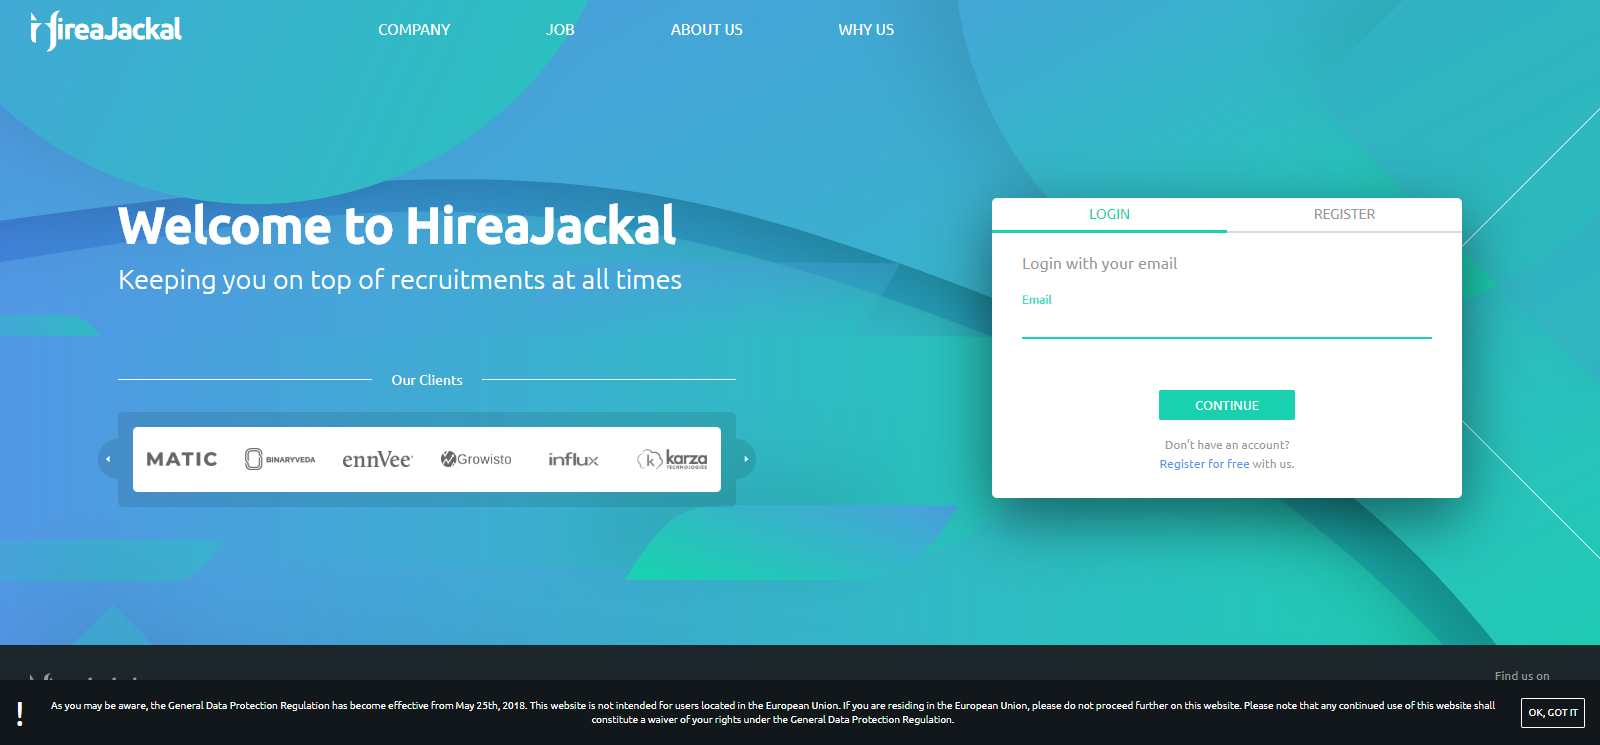 HireaJackal
COMPANY
JOB
ABOUT US
WHY US
Welcome to HireaJackal
Keeping you on top of recruitments at all times
Our Clients
MATIC
BINARYVEDA
ennVee
Growisto
influx
k karza
TECHNOLOGIES
LOGIN
REGISTER
Login with your email
Email
CONTINUE
Don't have an account?
Register for free with us.
Find us on
! As you may be aware, the General Data Protection Regulation has become effective from May 25th, 2018. This website is not intended for users located in the European Union. If you are residing in the European Union, please do not proceed further on this website. Please note that any continued use of this website shall
constitute a waiver of your rights under the General Data Protection Regulation.
OK, GOT IT